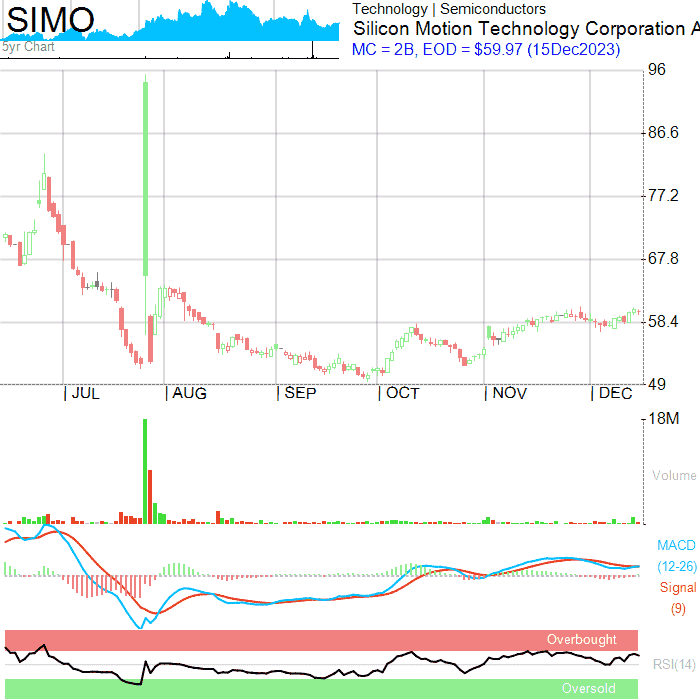 SIMO
5yr Chart
Technology | Semiconductors
Silicon Motion Technology Corporation A
MC = 2B, EOD = $59.97 (15Dec2023)
96
86.6
77.2
67.8
58.4
49
JUL
AUG
SEP
OCT
NOV
DEC
18M
Volume
MACD
(12-26)
Signal
(9)
Overbought
RSI(14)
Oversold